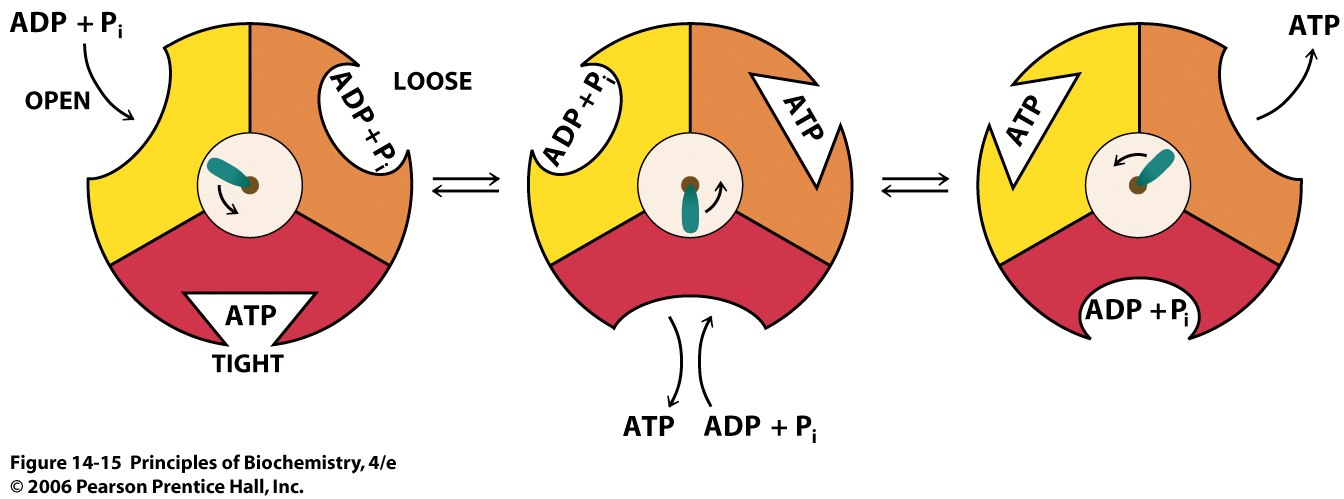 ADP + Pi
OPEN
ADP + Pi
LOOSE
ATP
TIGHT
ADP + Pi
ATP
ATP
ADP + Pi
ATP
ADP + Pi
ATP
Figure 14-15 Principles of Biochemistry, 4/e
© 2006 Pearson Prentice Hall, Inc.